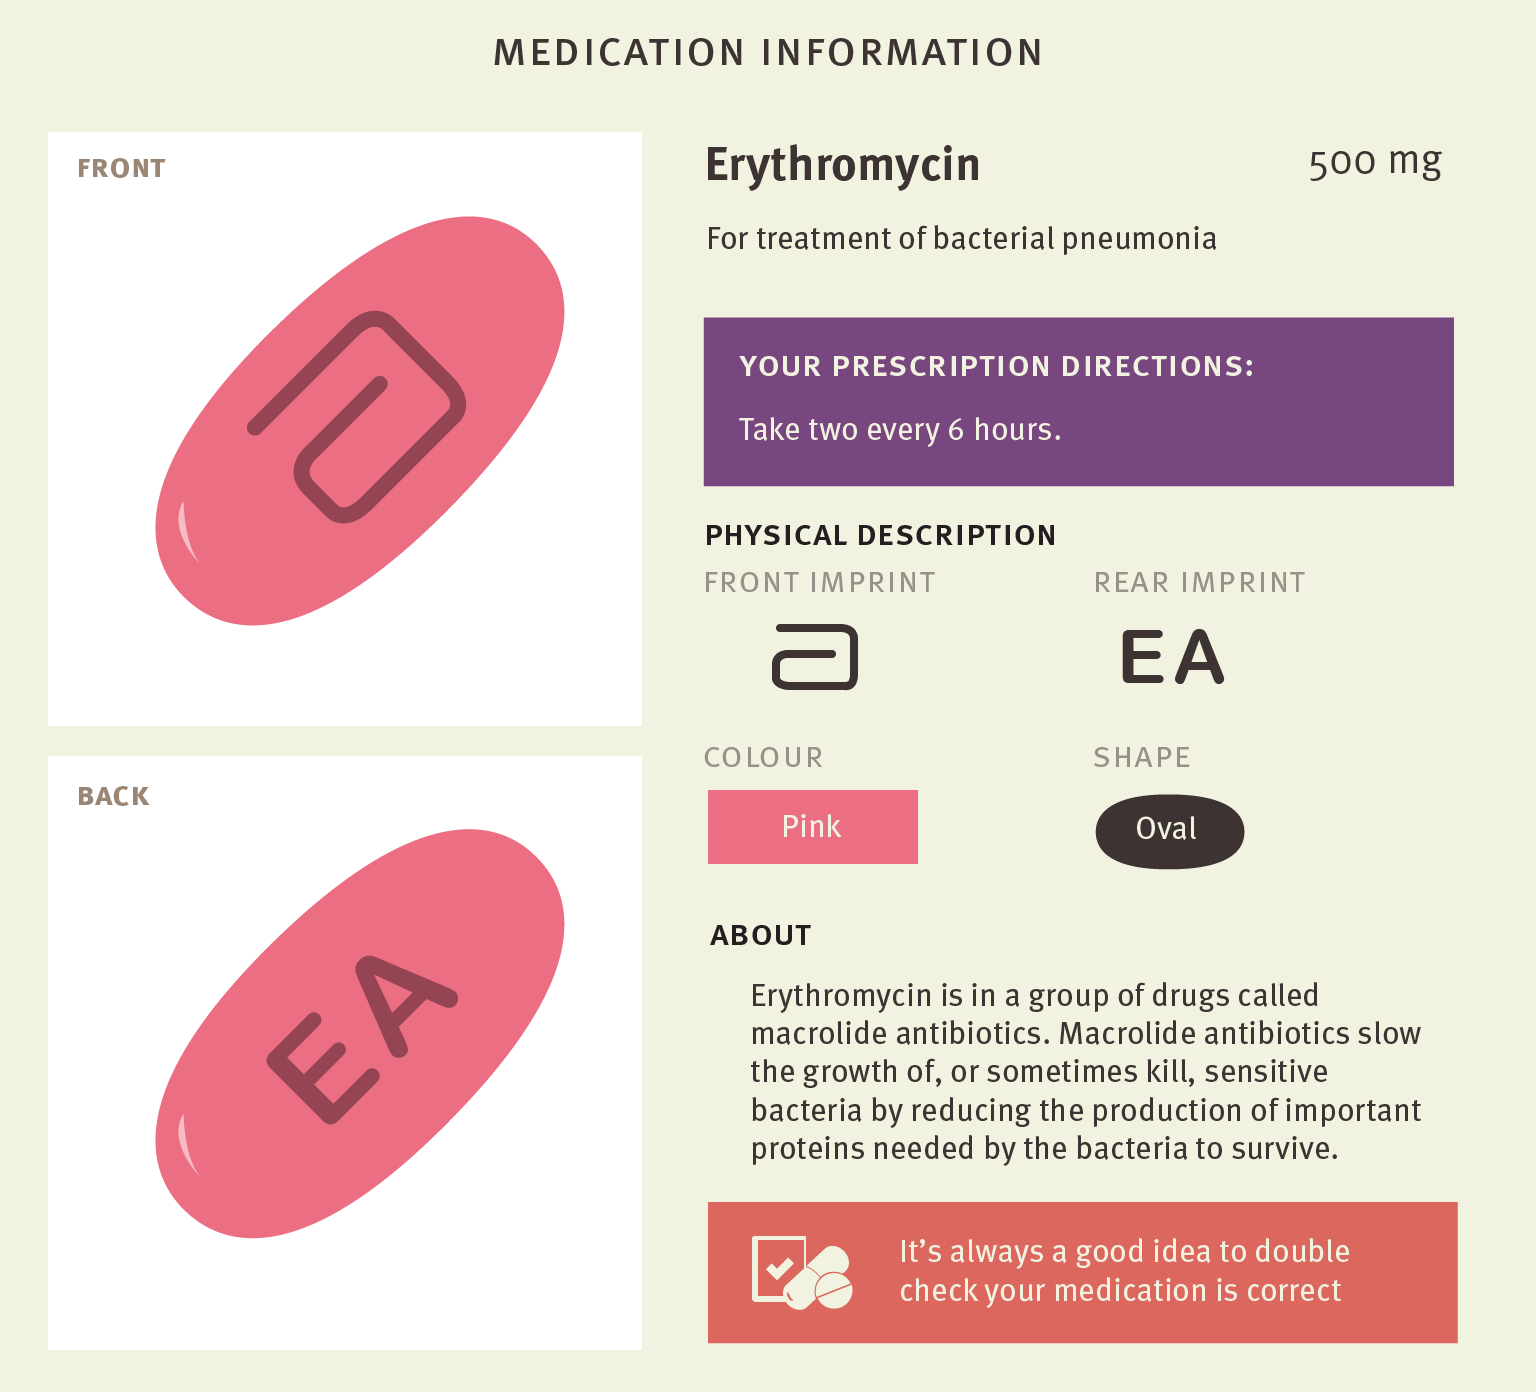 MEDICATION INFORMATION
FRONT
a
BACK
EA
Erythromycin 500 mg
For treatment of bacterial pneumonia
YOUR PRESCRIPTION DIRECTIONS:
Take two every 6 hours.
PHYSICAL DESCRIPTION
FRONT IMPRINT REAR IMPRINT
a EA
COLOUR SHAPE
Pink Oval
ABOUT
Erythromycin is in a group of drugs called
macrolide antibiotics. Macrolide antibiotics slow
the growth of, or sometimes kill, sensitive
bacteria by reducing the production of important
proteins needed by the bacteria to survive.
It’s always a good idea to double
check your medication is correct